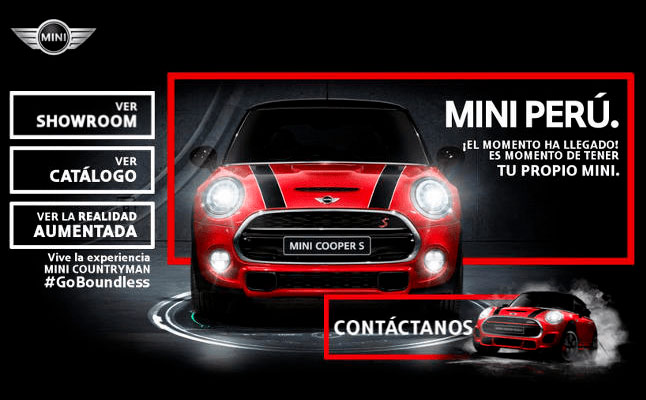 MINI
VER
SHOWROOM
VER
CATÁLOGO
VER LA REALIDAD
AUMENTADA
Vive la experiencia
MINI COUNTRYMAN
#GoBoundless
MINI PERÚ.
¡EL MOMENTO HA LLEGADO!
ES MOMENTO DE TENER
TU PROPIO MINI.
S
MINI COOPER S
CONTÁCTANOS